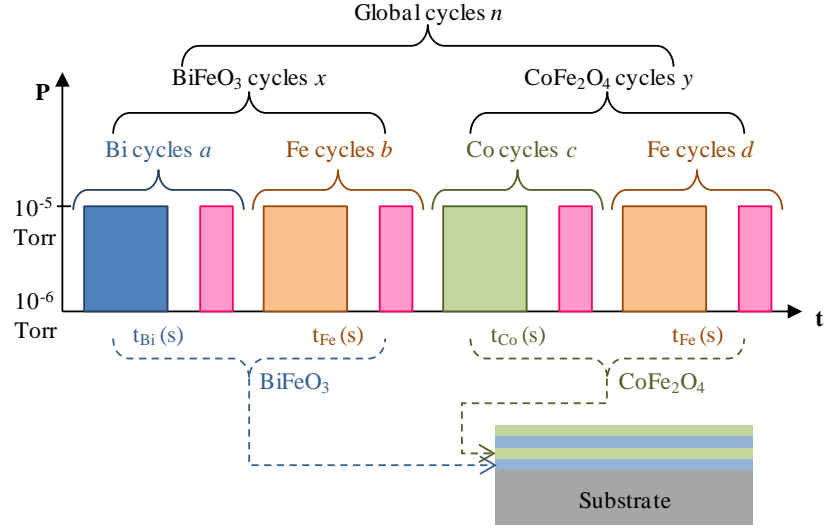 Global cycles n
BiFeO3 cycles x
CoFe2O4 cycles y
P
Bi cycles a
Fe cycles b
Co cycles c
Fe cycles d
10-5
Torr
10-6
Torr
t
tBi (s)
tFe (s)
tCo (s)
tFe (s)
BiFeO3
CoFe2O4
Substrate